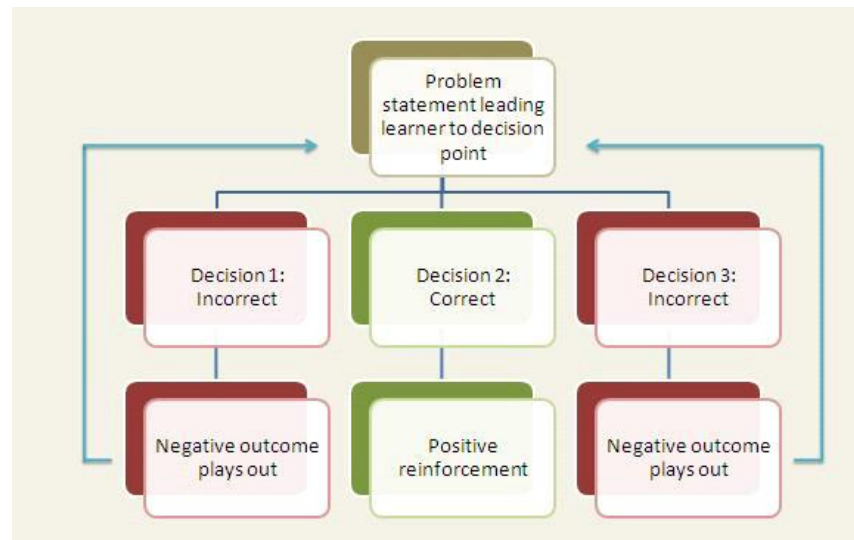 Problem
statement leading
learner to decision
point
Decision 1:
Incorrect
Decision 2:
Correct
Decision 3:
Incorrect
Negative outcome
plays out
Positive
reinforcement
Negative outcome
plays out